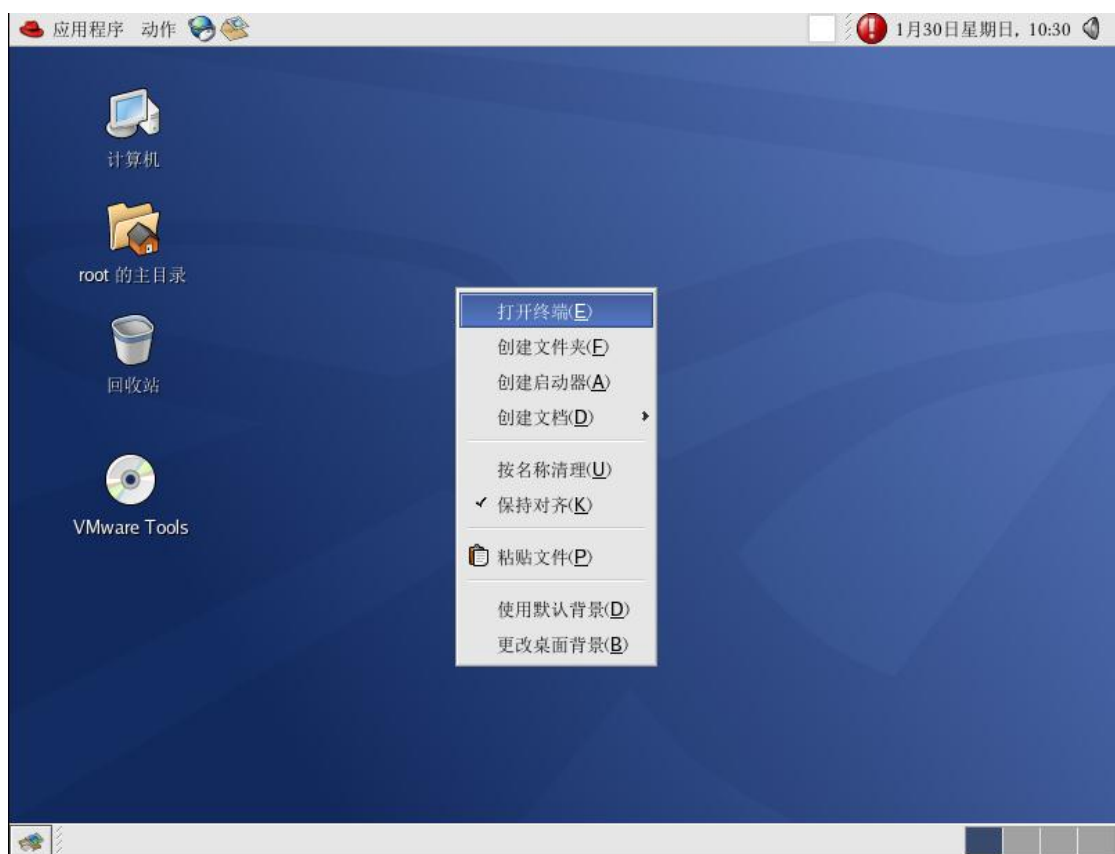 应用程序 动作 1月30日星期日, 10:30
计算机
root 的主目录
回收站
VMware Tools
打开终端(E)
创建文件夹(F)
创建启动器(A)
创建文档(D)
按名称清理(U)
保持对齐(K)
粘贴文件(P)
使用默认背景(D)
更改桌面背景(B)